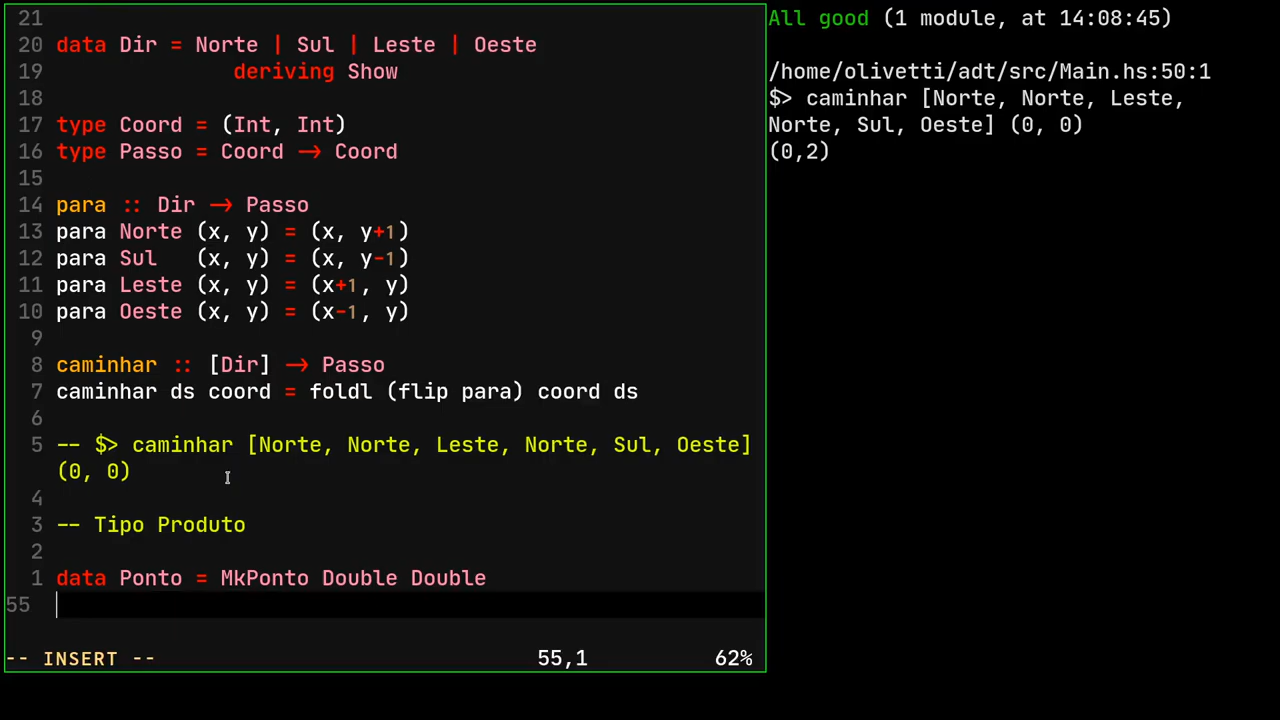 21
20 data Dir = Norte | Sul | Leste | Oeste
19 deriving Show
18
17 type Coord = (Int, Int)
16 type Passo = Coord → Coord
15
14 para :: Dir → Passo
13 para Norte (x, y) = (x, y+1)
12 para Sul (x, y) = (x, y-1)
11 para Leste (x, y) = (x+1, y)
10 para Oeste (x, y) = (x-1, y)
9
8 caminhar :: [Dir] → Passo
7 caminhar ds coord = foldl (flip para) coord ds
6
5 -- $> caminhar [Norte, Norte, Leste, Norte, Sul, Oeste]
(0, 0)
4
3 -- Tipo Produto
2
1 data Ponto = MkPonto Double Double
55
-- INSERT -- 55,1 62%
All good (1 module, at 14:08:45)
/home/olivetti/adt/src/Main.hs:50:1
$> caminhar [Norte, Norte, Leste,
Norte, Sul, Oeste] (0, 0)
(0,2)